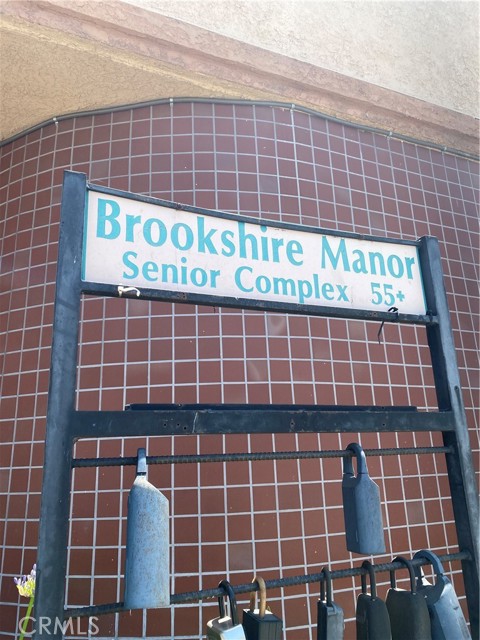 Brookshire Manor
Senior Complex 55+
CRMLS